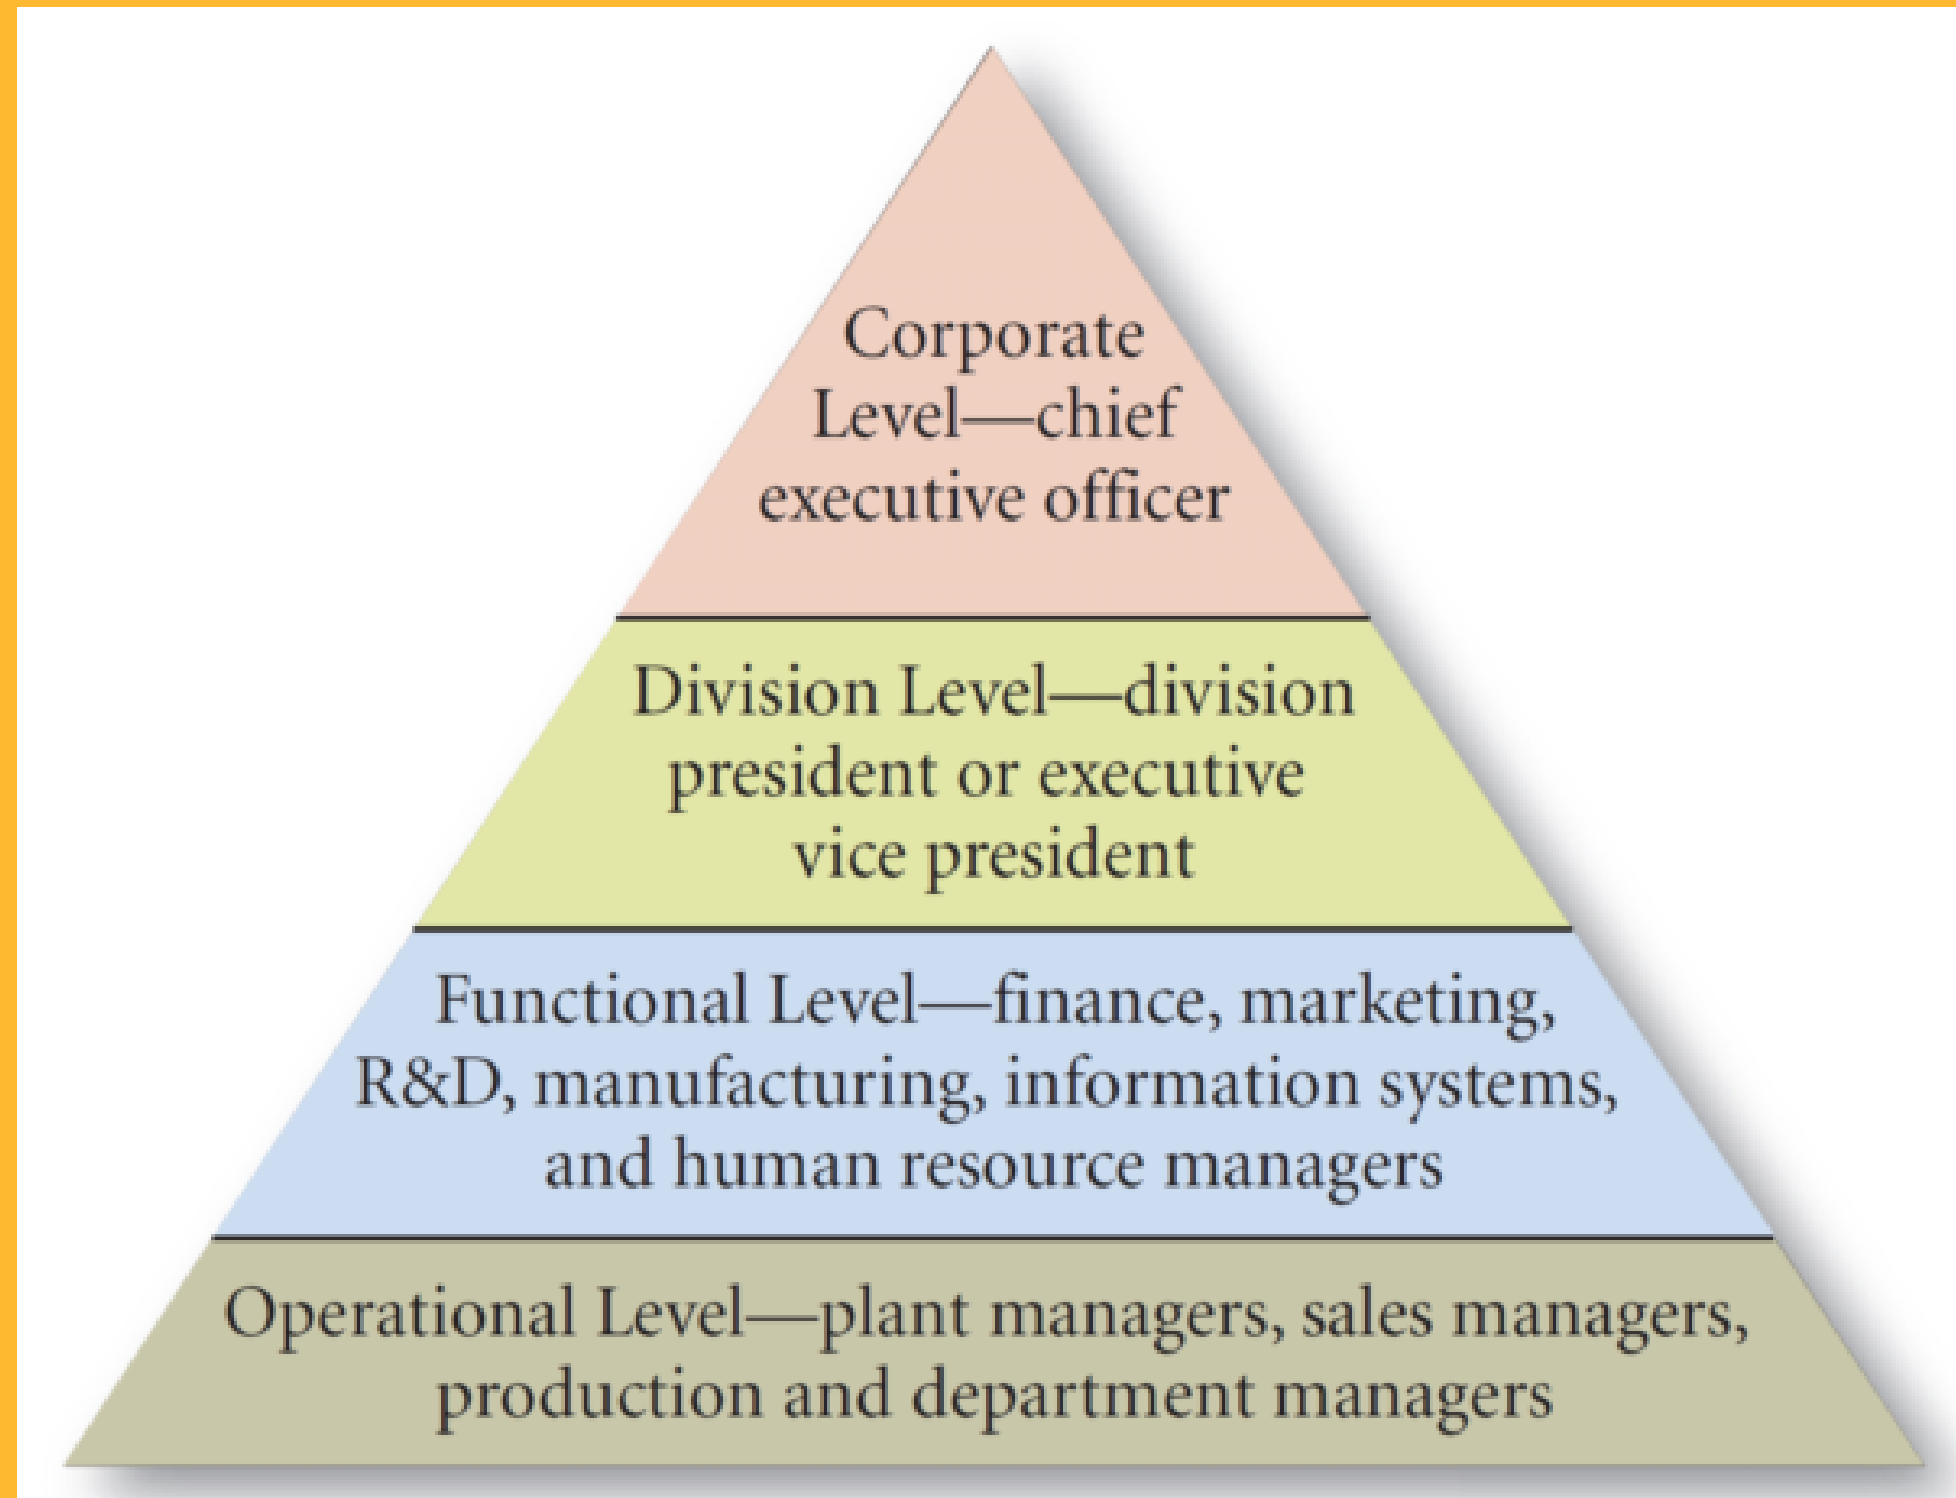 Corporate
Level—chief
executive officer
Division Level—division
president or executive
vice president
Functional Level—finance, marketing,
R&D, manufacturing, information systems,
and human resource managers
Operational Level—plant managers, sales managers,
production and department managers